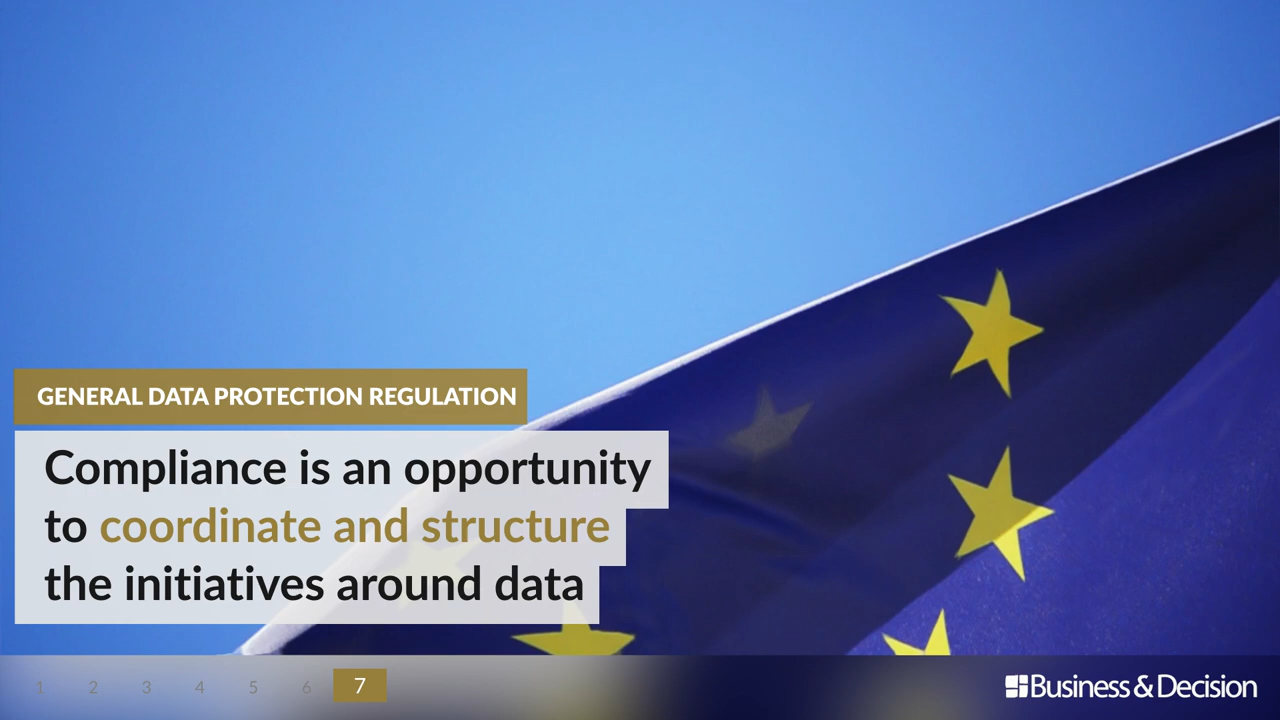 GENERAL DATA PROTECTION REGULATION
Compliance is an opportunity
to coordinate and structure
the initiatives around data
1 2 3 4 5 6 7
Business & Decision